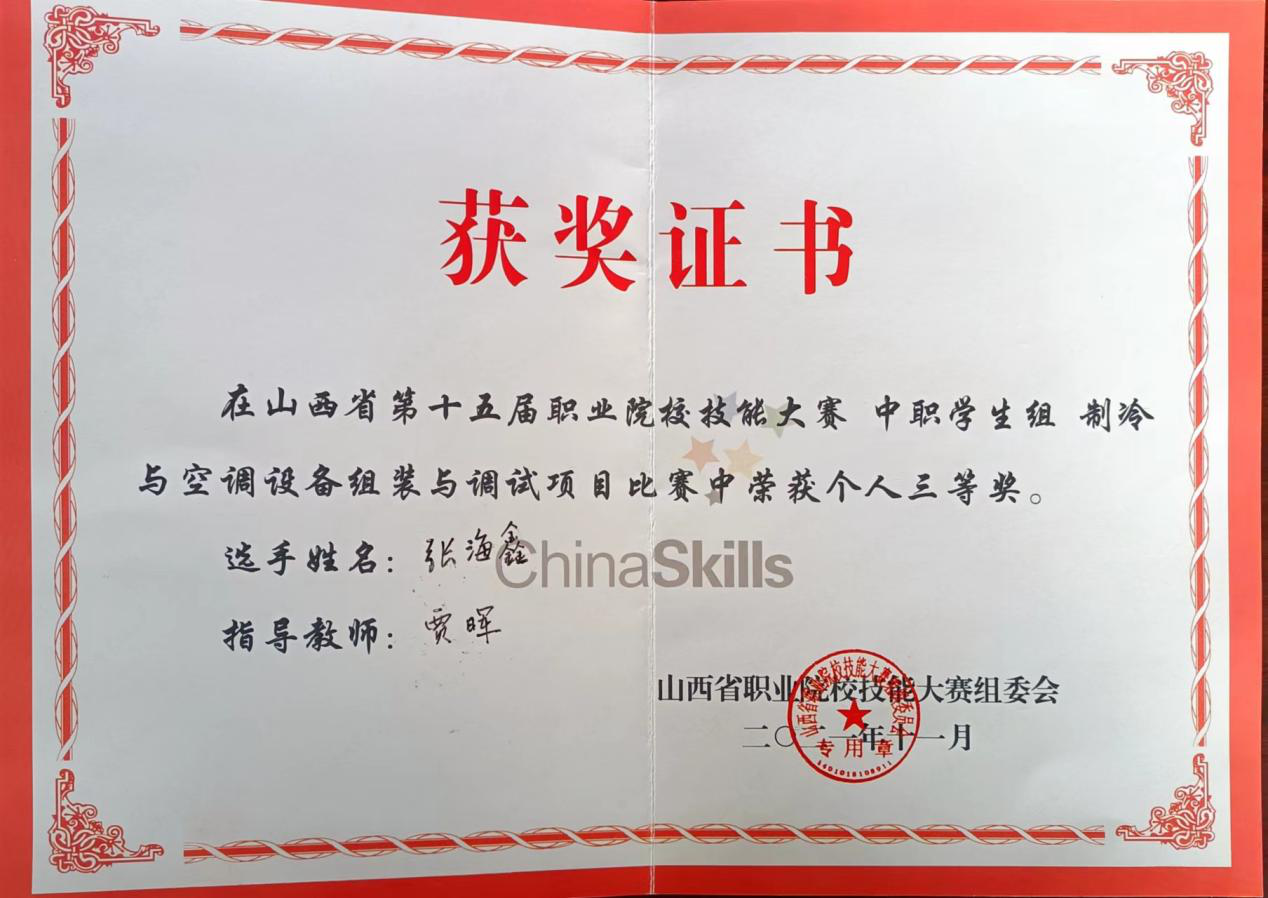 获奖证书
在山西省第十五届职业院校技能大赛 中职学生组 制冷
与空调设备组装与调试项目比赛中荣获个人三等奖。
选手姓名：张海鑫
ChinaSkills
指导教师：贾晖
山西省职业院校技能大赛组委会
二〇二一年十一月
专用章